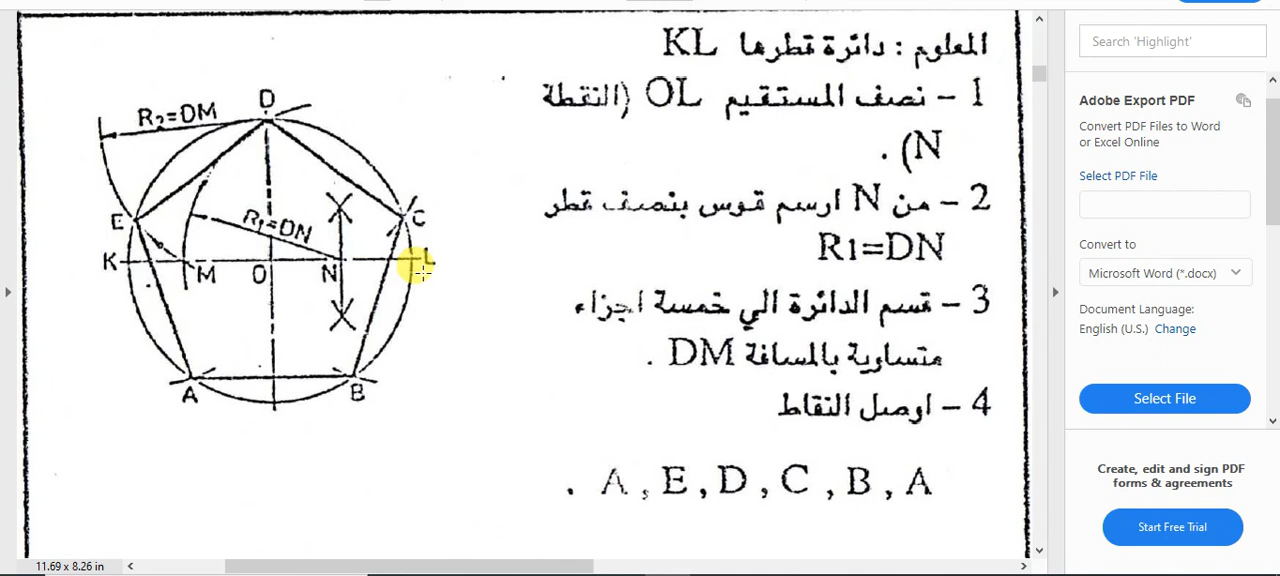 المعلوم : دائرة قطرها KL
1 - نصف المستقيم OL (النقطة
N) .
2 - من N ارسم قوس بنصف قطر
R1=DN
3 - قسم الدائرة الي خمسة اجزاء
متساوية بالمسافة DM .
4 - اوصل النقاط
A , E , D , C , B , A .
D
R2=DM
E
C
R1=DN
K
M
O
N
L
A
B
11.69 x 8.26 in
Search 'Highlight'
Adobe Export PDF
Convert PDF Files to Word
or Excel Online
Select PDF File
Convert to
Microsoft Word (*.docx)
Document Language:
English (U.S.) Change
Select File
Create, edit and sign PDF
forms & agreements
Start Free Trial